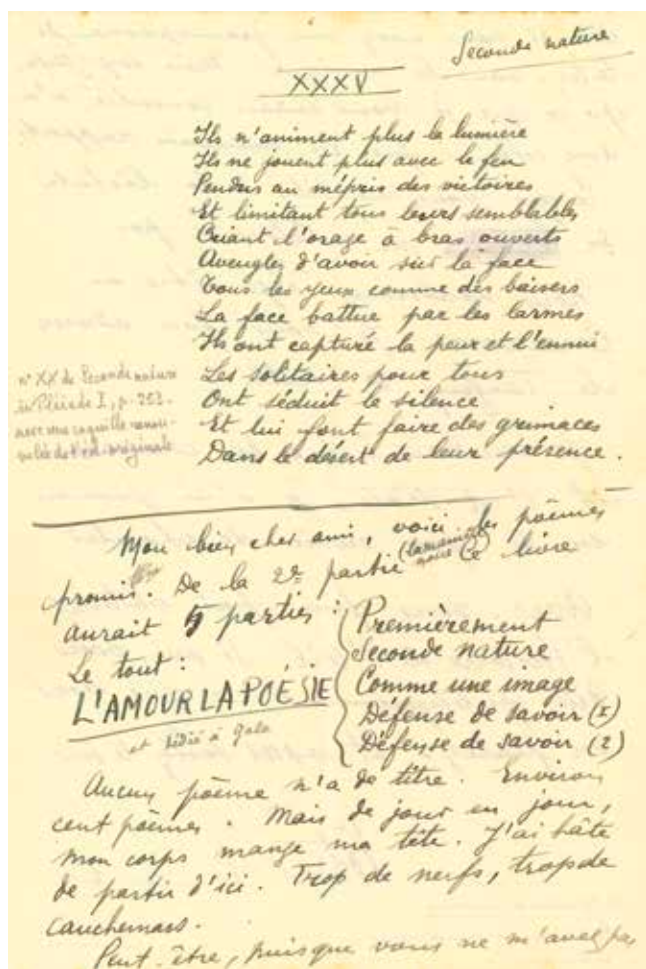 Seconde nature
XXXV
Ils n'animent plus la lumière
Ils ne jouent plus avec le feu
Pendus au mépris des victoires
Et limitant tous leurs semblables
Criant l'orage à bras ouverts
Aveugles d'avoir sur la face
Tous les yeux comme des baisers
La face battue par les larmes
Ils ont capturé la peur et l'ennui
Les solitaires pour tous
Ont séduit le silence
Et lui font faire des grimaces
Dans le désert de leur présence.
n° XX de Seconde nature
in Pléiade I, p. 252.
avec une coquille
de l'éd. originale
Mon bien cher ami, voici les poèmes
promis. De la 2e partie Ce livre
aurait 5 parties :
Premièrement
Seconde nature
Comme une image
Défense de savoir (1)
Défense de savoir (2)
Le tout :
L'AMOUR LA POÉSIE
et dédié à Gala
Aucun poème n'a de titre. Environ
cent poèmes. Mais de jour en jour,
mon corps mange ma tête. J'ai hâte
de partir d'ici. Trop de nerfs, trop de
cauchemars.
Peut-être, puisque vous ne m'avez pas